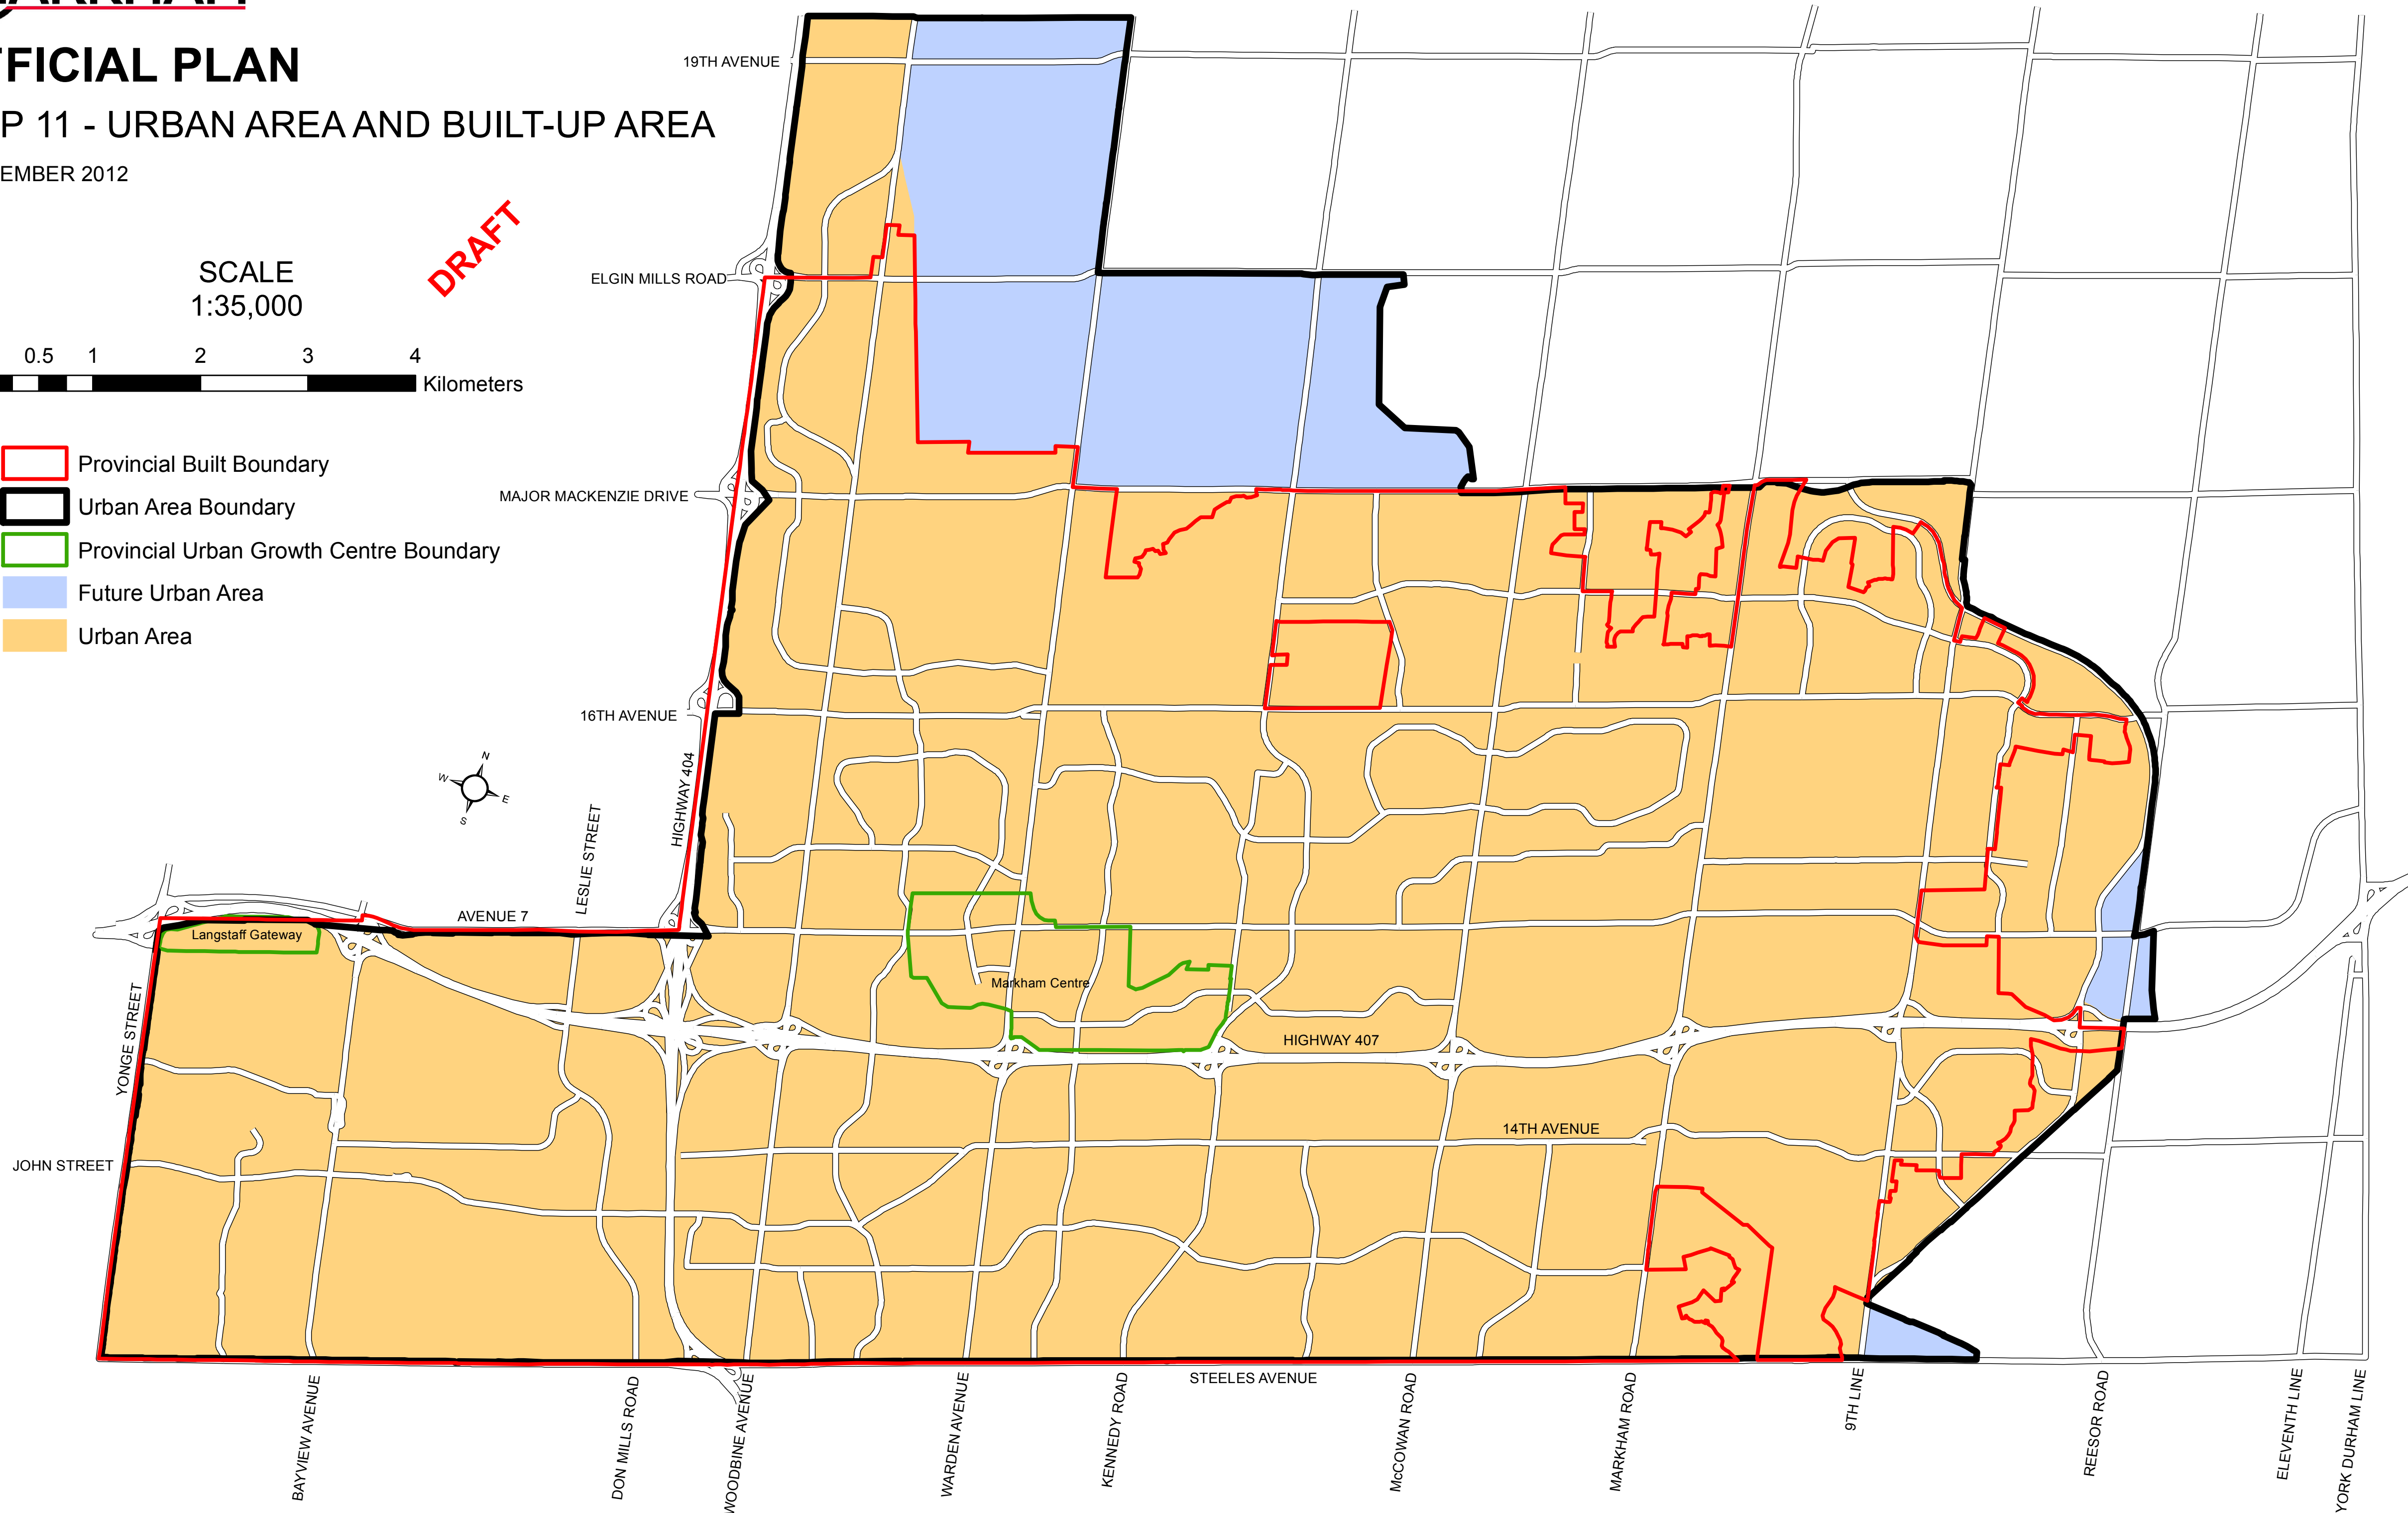 FFICIAL PLAN
P 11 - URBAN AREA AND BUILT-UP AREA
EMBER 2012
DRAFT
SCALE
1:35,000
0.5 1 2 3 4
Kilometers
Provincial Built Boundary
Urban Area Boundary
Provincial Urban Growth Centre Boundary
Future Urban Area
Urban Area
19TH AVENUE
ELGIN MILLS ROAD
MAJOR MACKENZIE DRIVE
16TH AVENUE
N
W
E
S
HIGHWAY 404
LESLIE STREET
AVENUE 7
Langstaff Gateway
Markham Centre
YONGE STREET
HIGHWAY 407
14TH AVENUE
JOHN STREET
STEELES AVENUE
BAYVIEW AVENUE
DON MILLS ROAD
WOODBINE AVENUE
WARDEN AVENUE
KENNEDY ROAD
McCOWAN ROAD
MARKHAM ROAD
9TH LINE
REESOR ROAD
ELEVENTH LINE
YORK DURHAM LINE